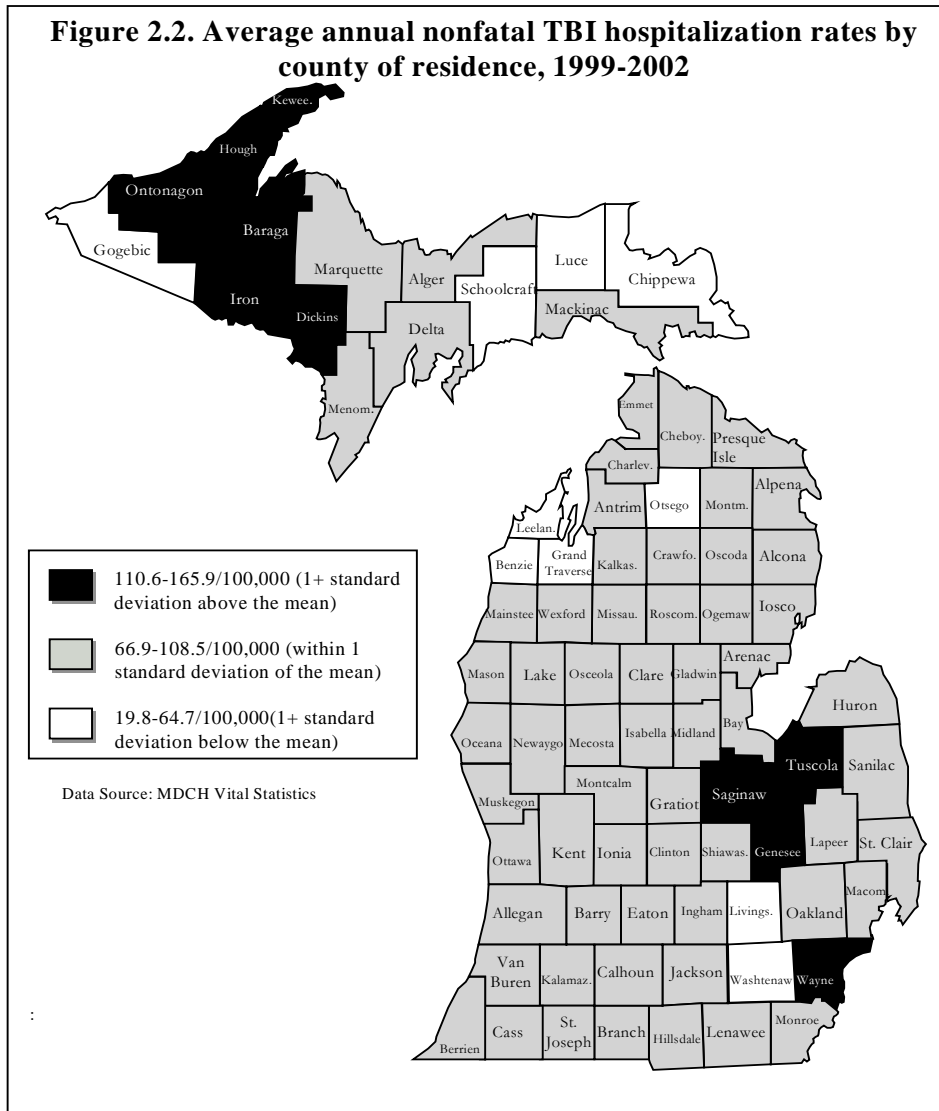 Figure 2.2. Average annual nonfatal TBI hospitalization rates by
county of residence, 1999-2002
Kewee.
Hough
Ontonagon
Baraga
Gogebic
Marquette
Alger
Schoolcraft
Luce
Chippewa
Iron
Dickins
Mackinac
Delta
Menom.
Emmet
Cheboy.
Presque
Isle
Charlev.
Antrim
Otsego
Montm.
Alpena
Leelan.
Benzie
Grand
Traverse
Kalkas.
Crawfo.
Oscoda
Alcona
110.6-165.9/100,000 (1+ standard
deviation above the mean)
66.9-108.5/100,000 (within 1
standard deviation of the mean)
19.8-64.7/100,000(1+ standard
deviation below the mean)
Data Source: MDCH Vital Statistics
Mainstee
Wexford
Missau.
Roscom.
Ogemaw
Iosco
Mason
Lake
Osceola
Clare
Gladwin
Arenac
Huron
Oceana
Newaygo
Mecosta
Isabella
Midland
Bay
Tuscola
Sanilac
Muskegon
Montcalm
Gratiot
Saginaw
Ottawa
Kent
Ionia
Clinton
Shiawas.
Genesee
Lapeer
St. Clair
Allegan
Barry
Eaton
Ingham
Livings.
Oakland
Macom
Van
Buren
Kalamaz.
Calhoun
Jackson
Washtenaw
Wayne
:
Berrien
Cass
St.
Joseph
Branch
Hillsdale
Lenawee
Monroe